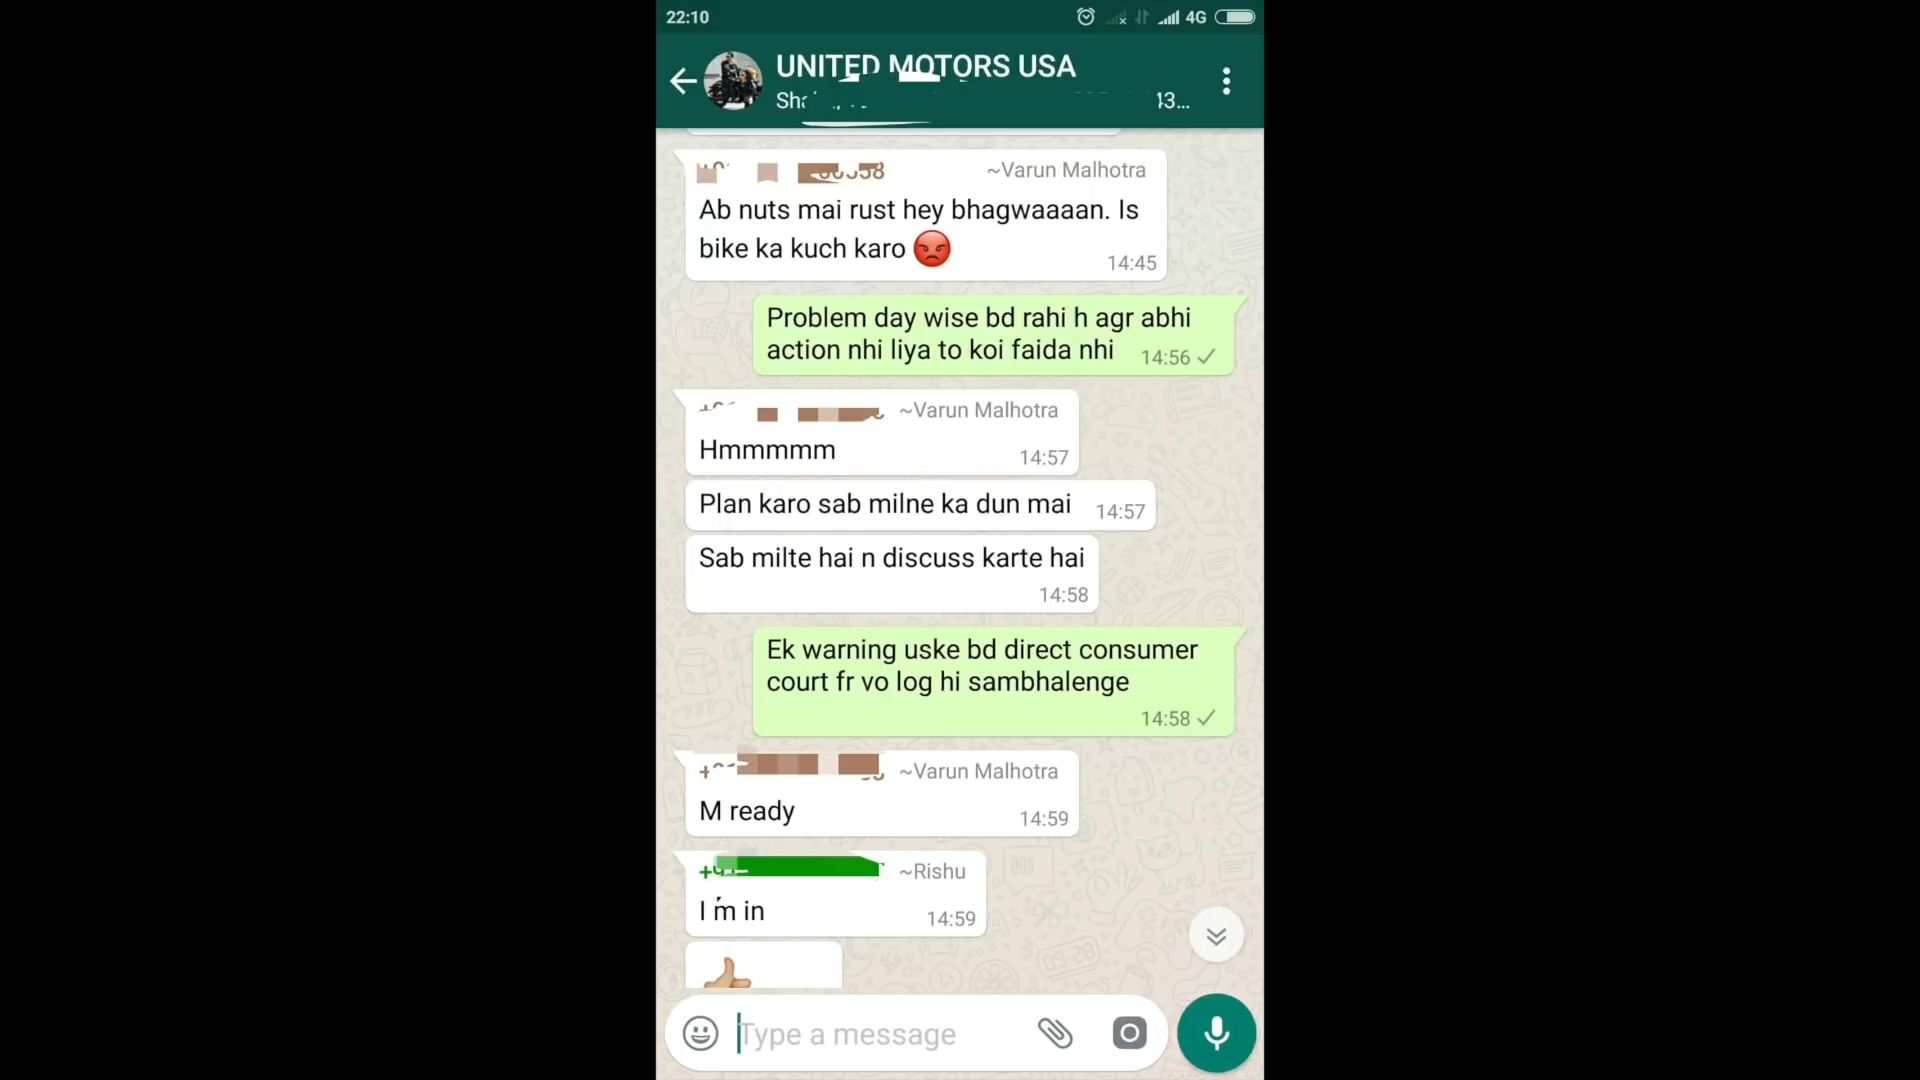 22:10
4G
UNITED MOTORS USA
~Varun Malhotra
Ab nuts mai rust hey bhagwaaaan. Is
bike ka kuch karo 😡
14:45
Problem day wise bd rahi h agr abhi
action nhi liya to koi faida nhi
14:56
~Varun Malhotra
Hmmmmm
14:57
Plan karo sab milne ka dun mai
14:57
Sab milte hai n discuss karte hai
14:58
Ek warning uske bd direct consumer
court fr vo log hi sambhalenge
14:58
~Varun Malhotra
M ready
14:59
~Rishu
I m in
14:59
Type a message